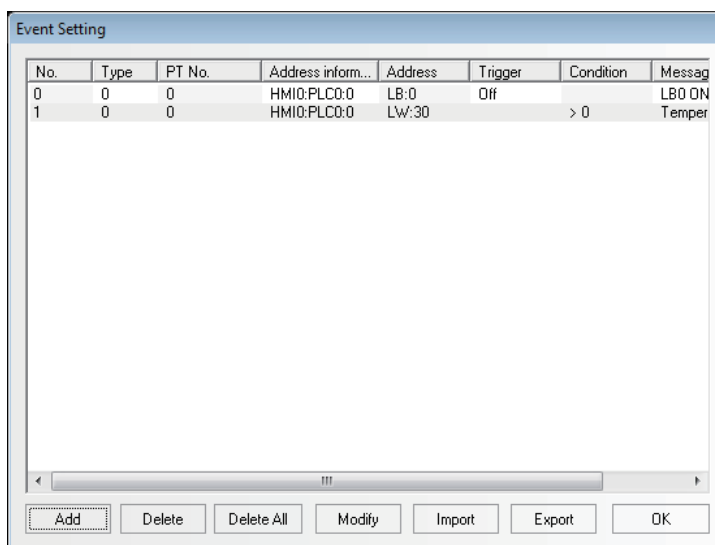 Event Setting
No. Type PT No. Address inform... Address Trigger Condition Messag
0 0 0 HMI0:PLC0:0 LB:0 Off LB0 ON
1 0 0 HMI0:PLC0:0 LW:30 > 0 Temper
Add Delete Delete All Modify Import Export OK